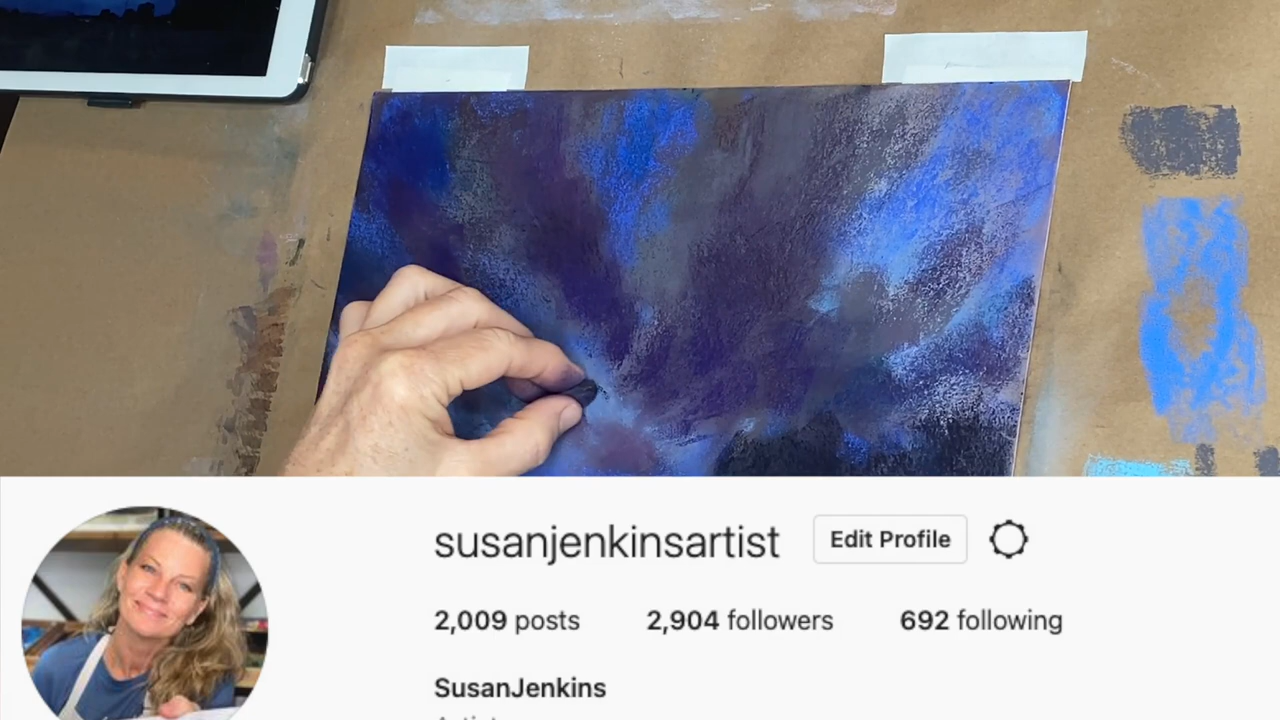 susanjenkinsartist Edit Profile
2,009 posts 2,904 followers 692 following
SusanJenkins